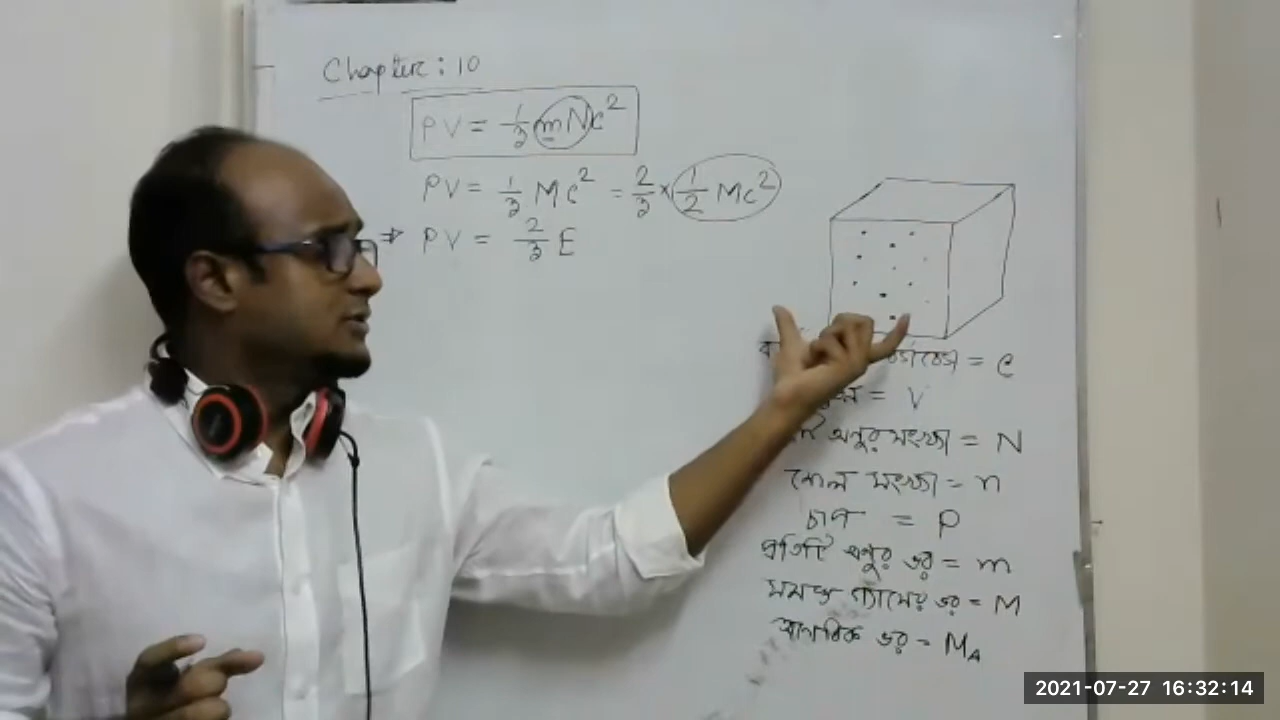 Chapter: 10
PV = 1/3 mNc²
PV = 1/3 Mc² = 2/3 × 1/2 Mc²
⇒ PV = 2/3 E
= c
= V
অনুর সংখ্যা = N
মোল সংখ্যা = n
চাপ = P
প্রতিটি অনুর ভর = m
সমস্ত গ্যাসের ভর = M
আণবিক ভর = M_A
2021-07-27 16:32:14